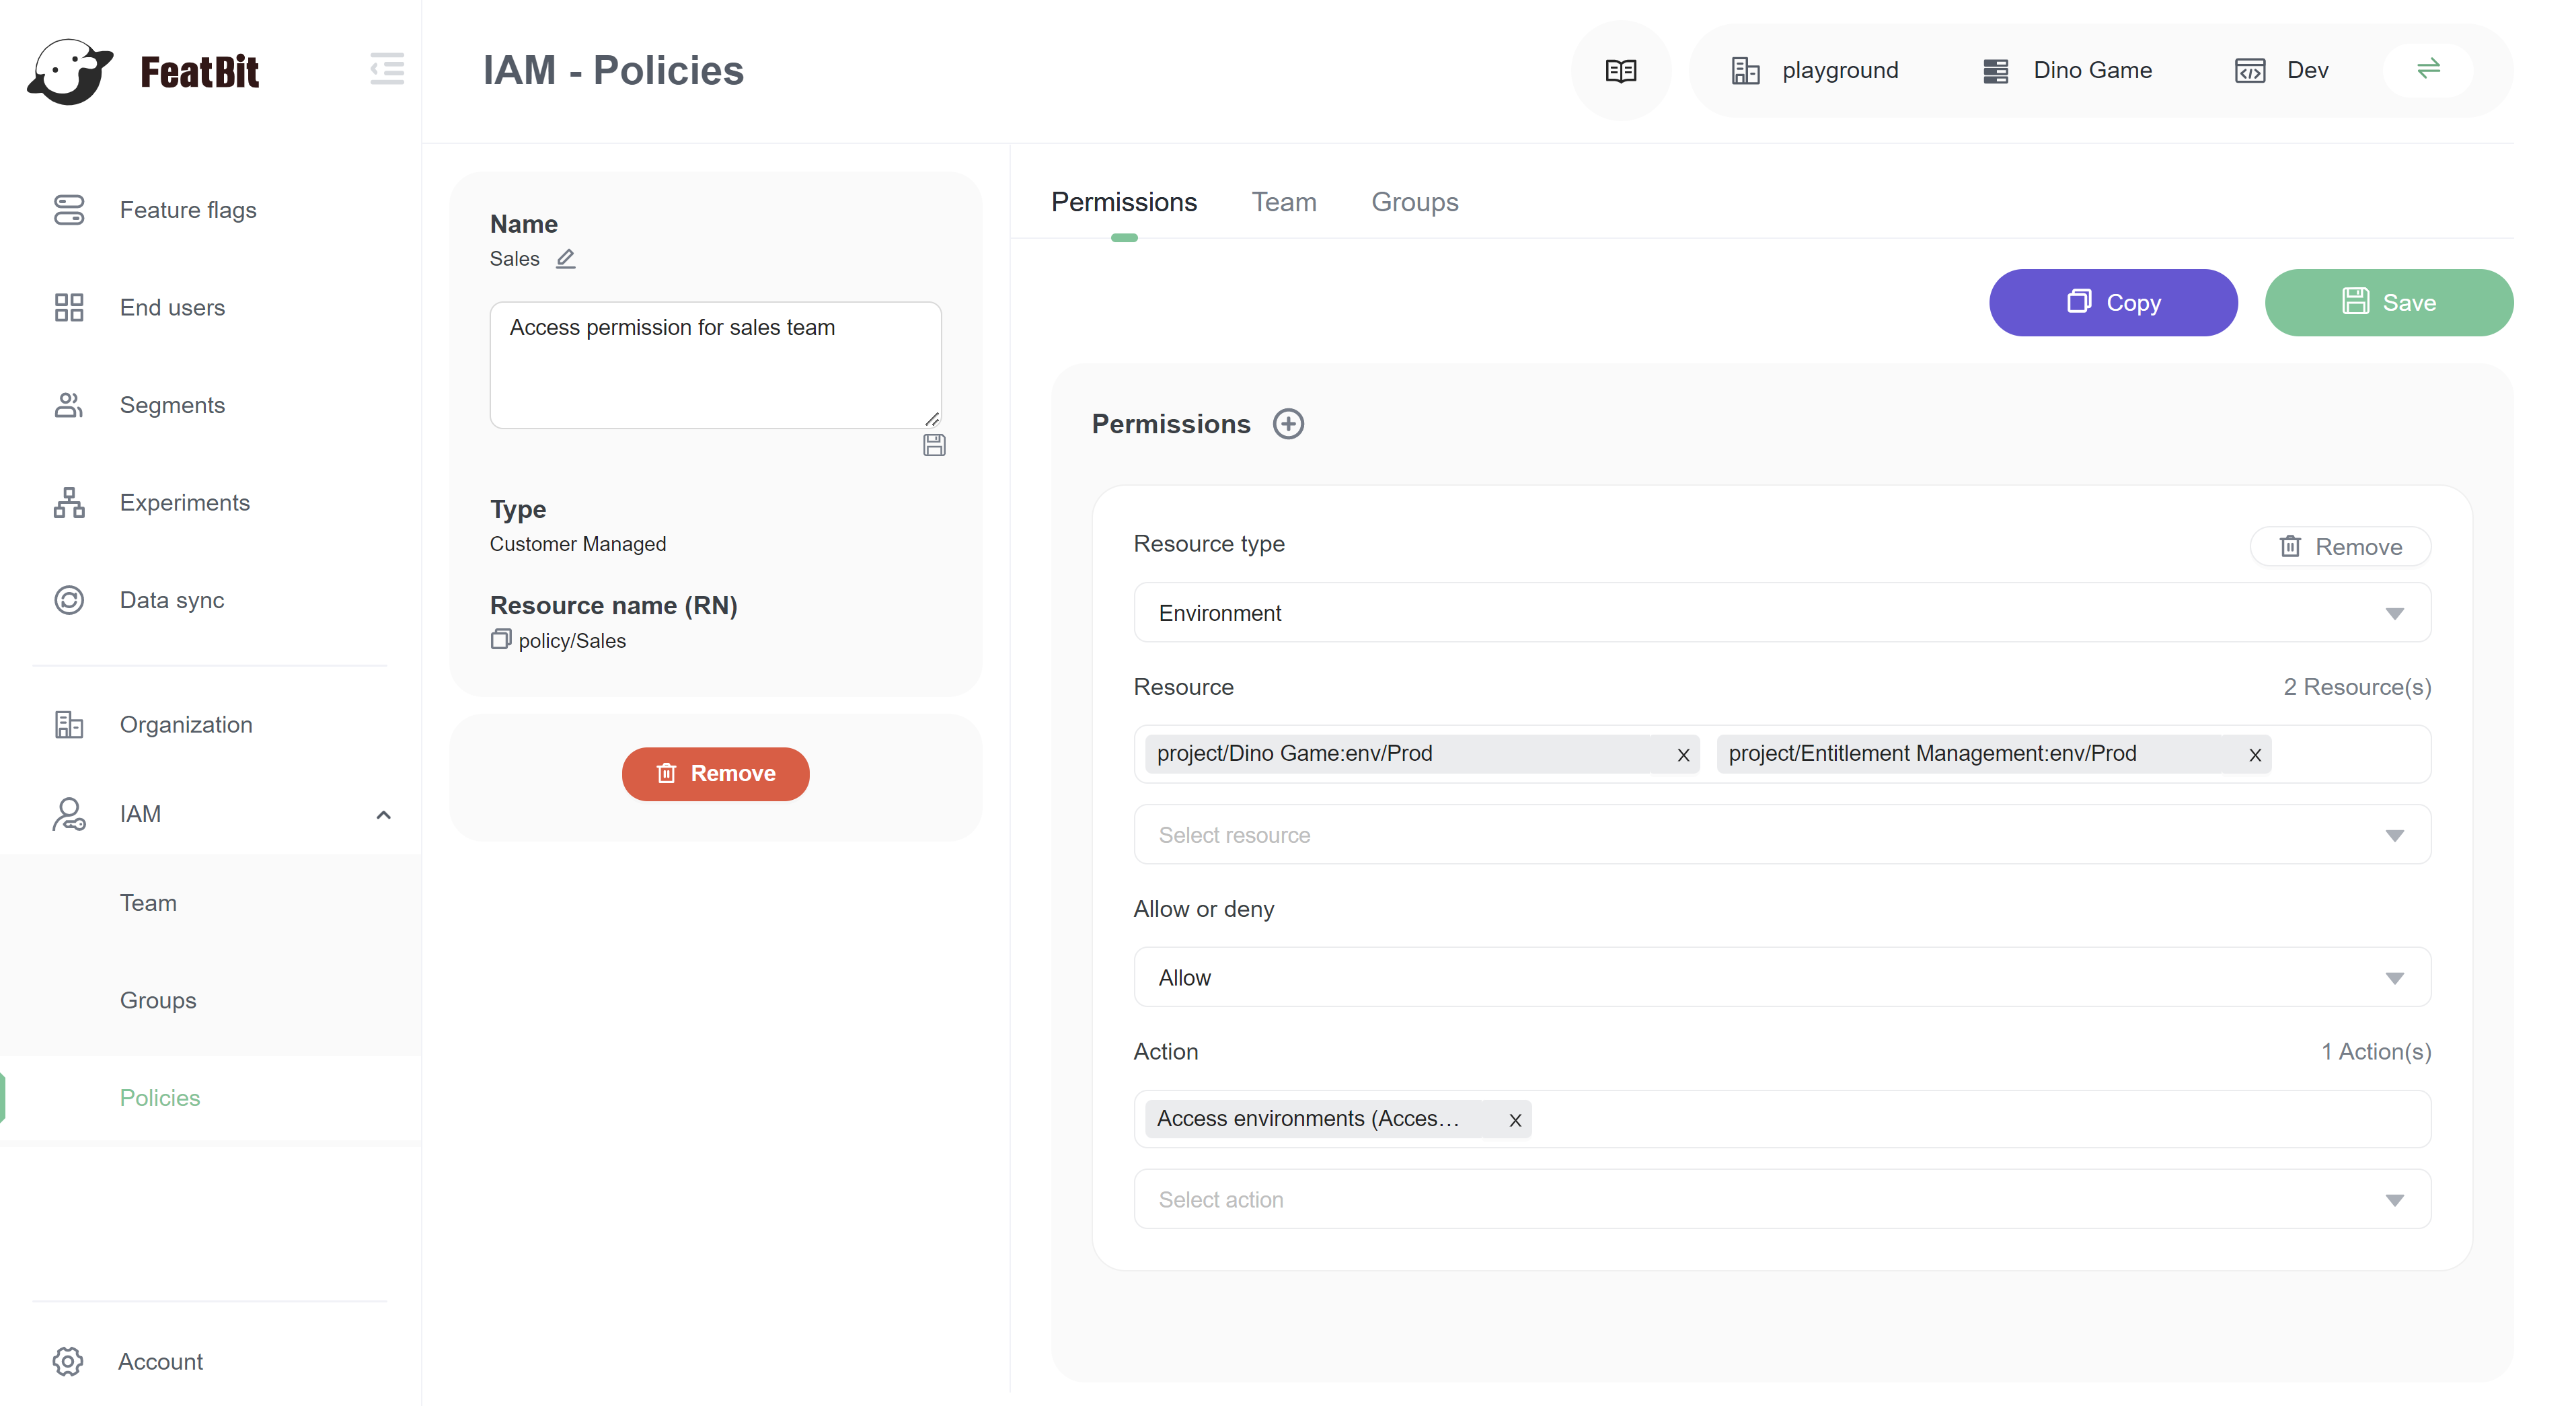 FeatBit
IAM - Policies
playground
Dino Game
Dev
Feature flags
End users
Segments
Experiments
Data sync
Organization
IAM
Team
Groups
Policies
Account
Name
Sales
Access permission for sales team
Type
Customer Managed
Resource name (RN)
policy/Sales
Remove
Permissions Team Groups
Copy
Save
Permissions
Resource type
Remove
Environment
Resource
2 Resource(s)
project/Dino Game:env/Prod x
project/Entitlement Management:env/Prod x
Select resource
Allow or deny
Allow
Action
1 Action(s)
Access environments (Acces... x
Select action